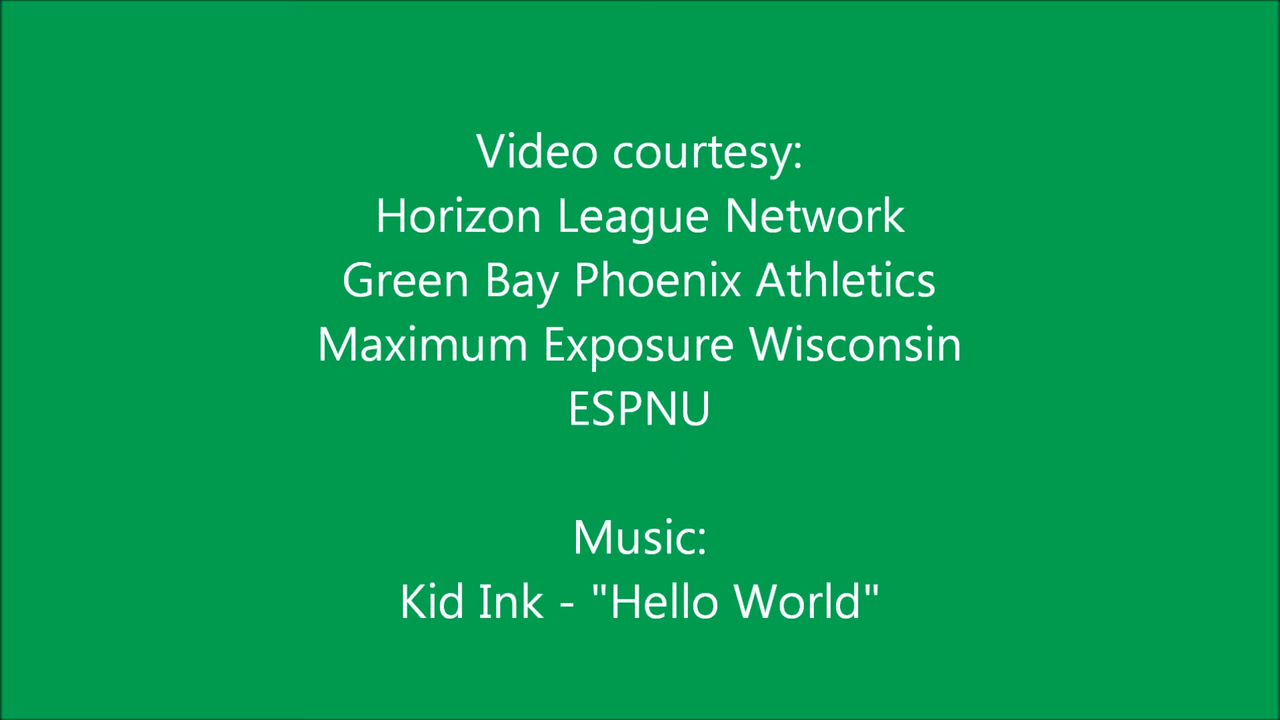 Video courtesy:
Horizon League Network
Green Bay Phoenix Athletics
Maximum Exposure Wisconsin
ESPNU
Music:
Kid Ink - "Hello World"